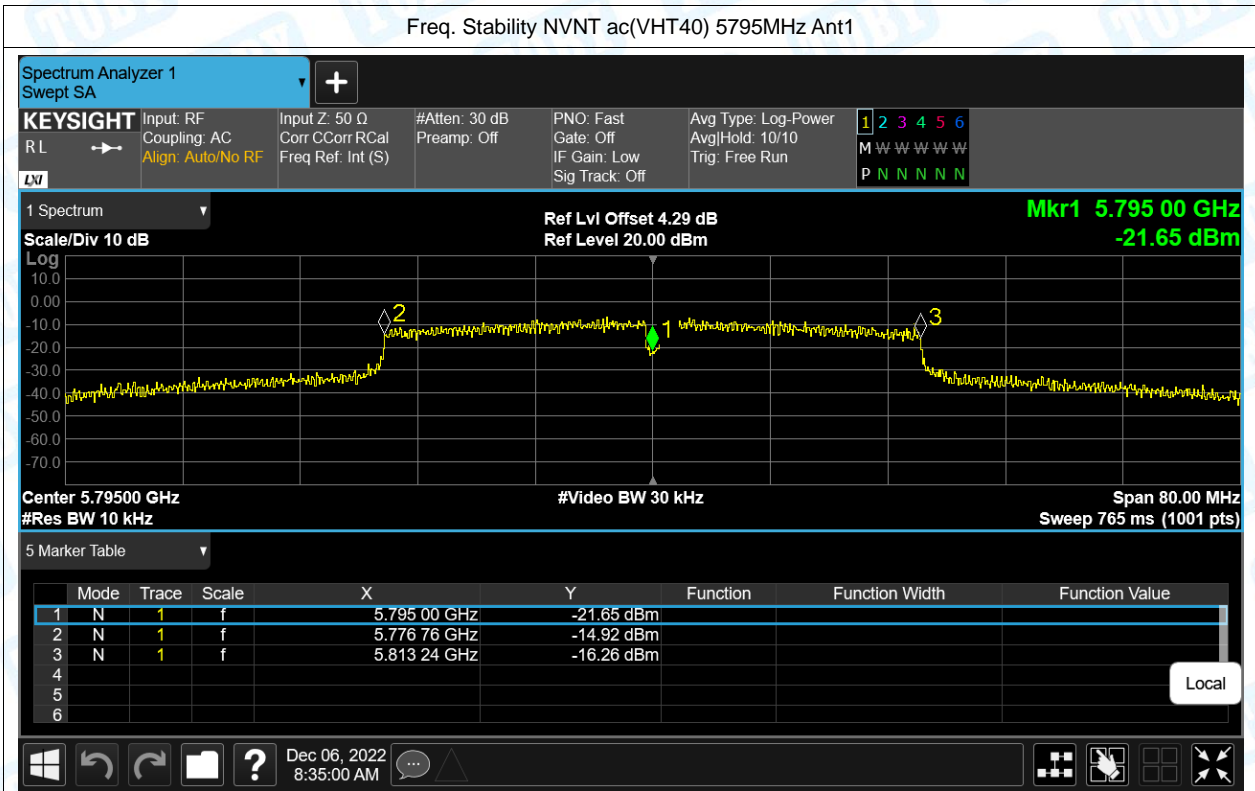 Freq. Stability NVNT ac(VHT40) 5795MHz Ant1
Spectrum Analyzer 1
Swept SA
KEYSIGHT
R L
LXI
Input: RF
Coupling: AC
Align: Auto/No RF
Input Z: 50 Ω
Corr CCorr RCal
Freq Ref: Int (S)
#Atten: 30 dB
Preamp: Off
PNO: Fast
Gate: Off
IF Gain: Low
Sig Track: Off
Avg Type: Log-Power
Avg|Hold: 10/10
Trig: Free Run
1 2 3 4 5 6
M W W W W W
P N N N N N
1 Spectrum
Scale/Div 10 dB
Ref Lvl Offset 4.29 dB
Ref Level 20.00 dBm
Mkr1 5.795 00 GHz
-21.65 dBm
Log
10.0
0.00
-10.0
-20.0
-30.0
-40.0
-50.0
-60.0
-70.0
2
1
3
Center 5.79500 GHz
#Video BW 30 kHz
Span 80.00 MHz
#Res BW 10 kHz
Sweep 765 ms (1001 pts)
5 Marker Table
Mode Trace Scale X Y Function Function Width Function Value
1 N 1 f 5.795 00 GHz -21.65 dBm
2 N 1 f 5.776 76 GHz -14.92 dBm
3 N 1 f 5.813 24 GHz -16.26 dBm
4
5
6
Local
?
Dec 06, 2022
8:35:00 AM
TOBY